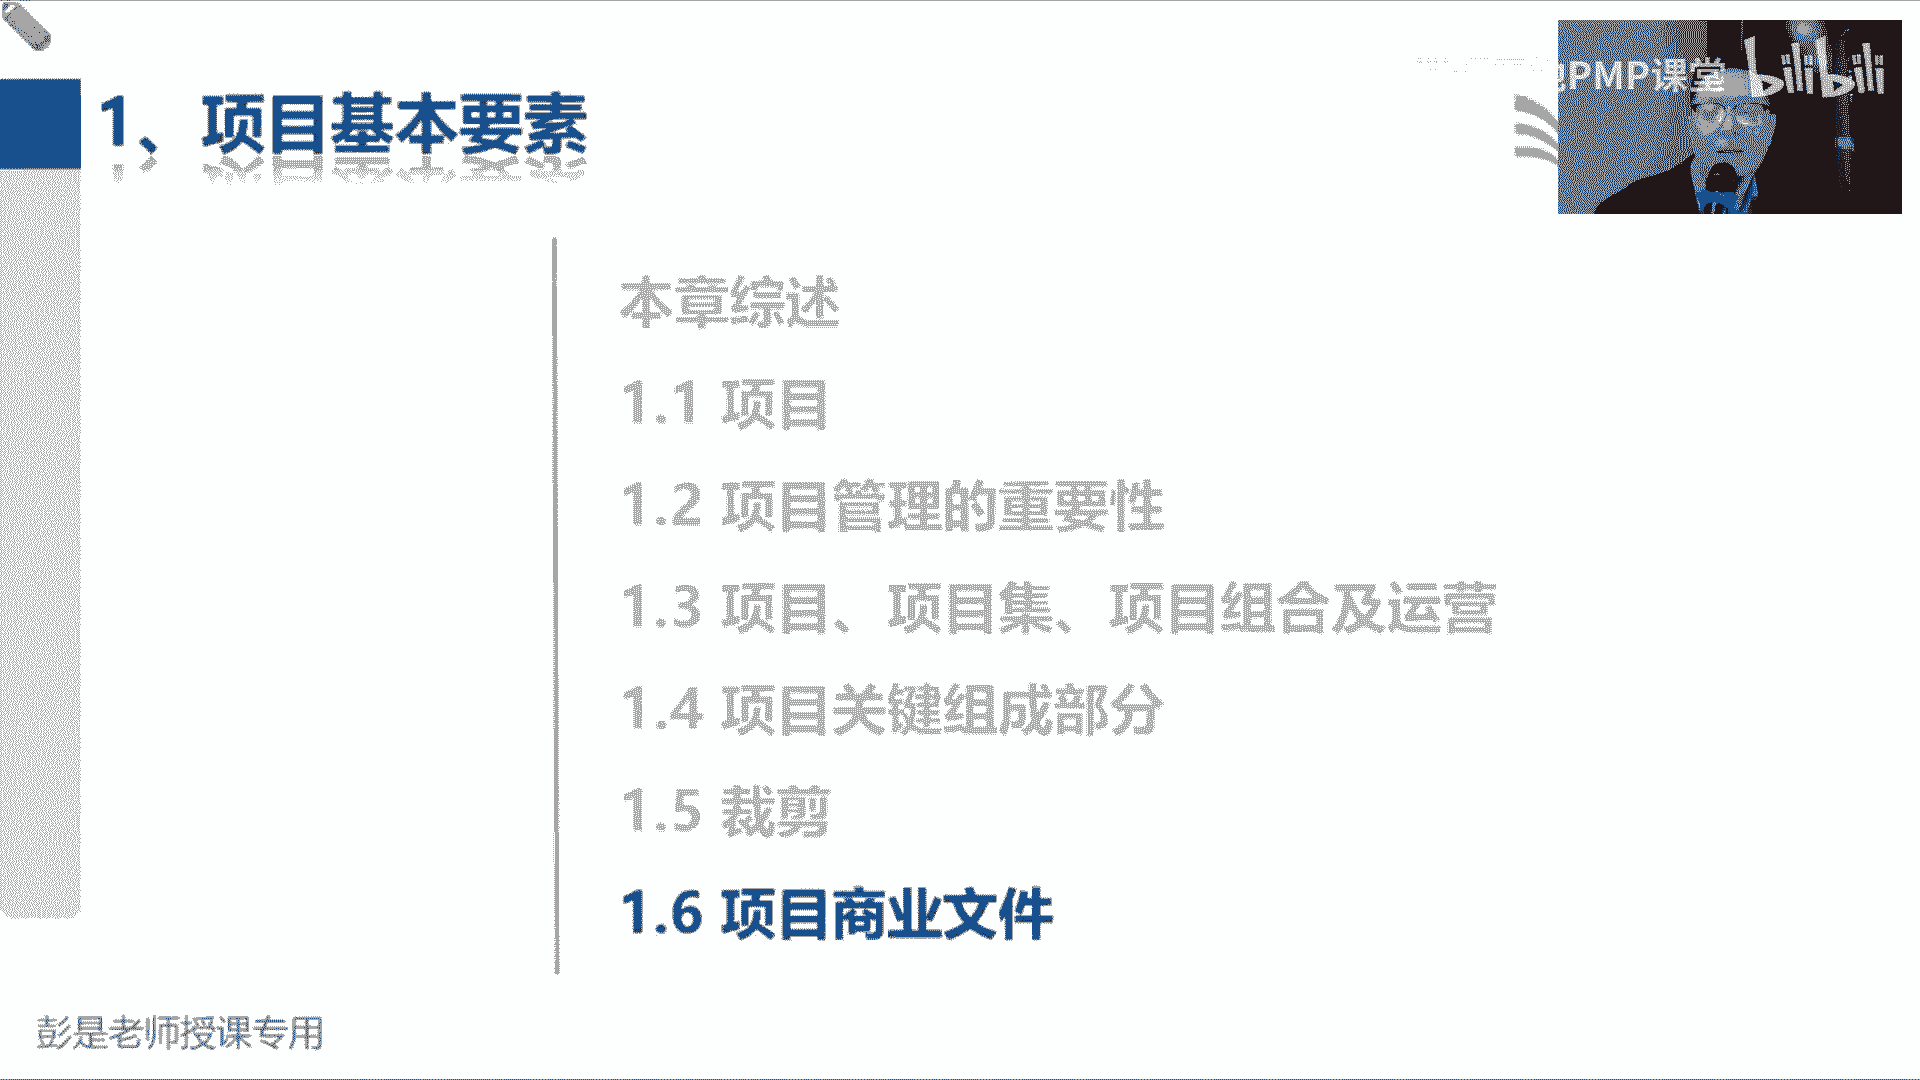 1、项目基本要素
PMP课堂
bilibili
本章综述
1.1 项目
1.2 项目管理的重要性
1.3 项目、项目集、项目组合及运营
1.4 项目关键组成部分
1.5 裁剪
1.6 项目商业文件
彭是老师授课专用